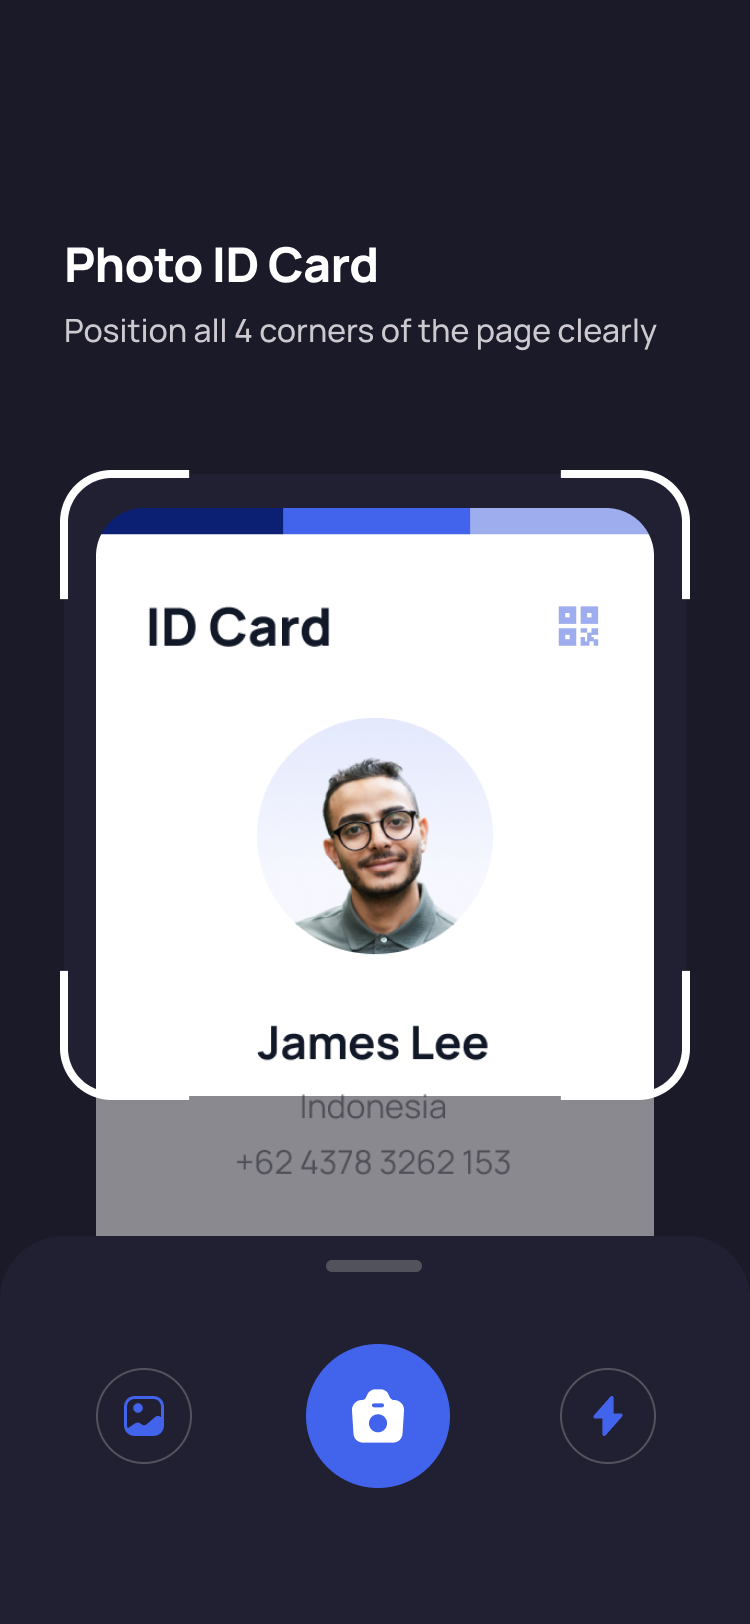 Photo ID Card
Position all 4 corners of the page clearly
ID Card
James Lee
Indonesia
+62 4378 3262 153